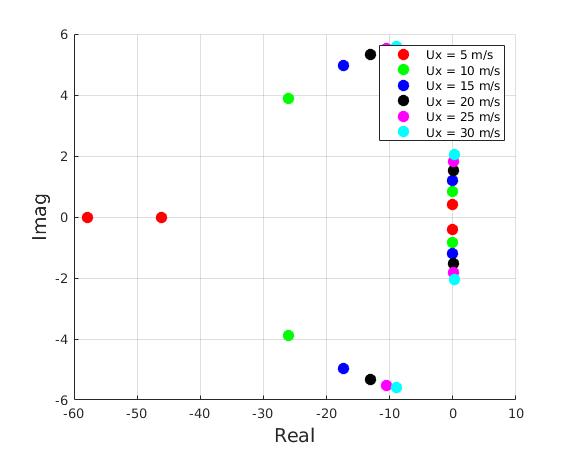 6
4
2
0
-2
-4
-6
Imag
-60
-50
-40
-30
-20
-10
0
10
Real
Ux = 5 m/s
Ux = 10 m/s
Ux = 15 m/s
Ux = 20 m/s
Ux = 25 m/s
Ux = 30 m/s